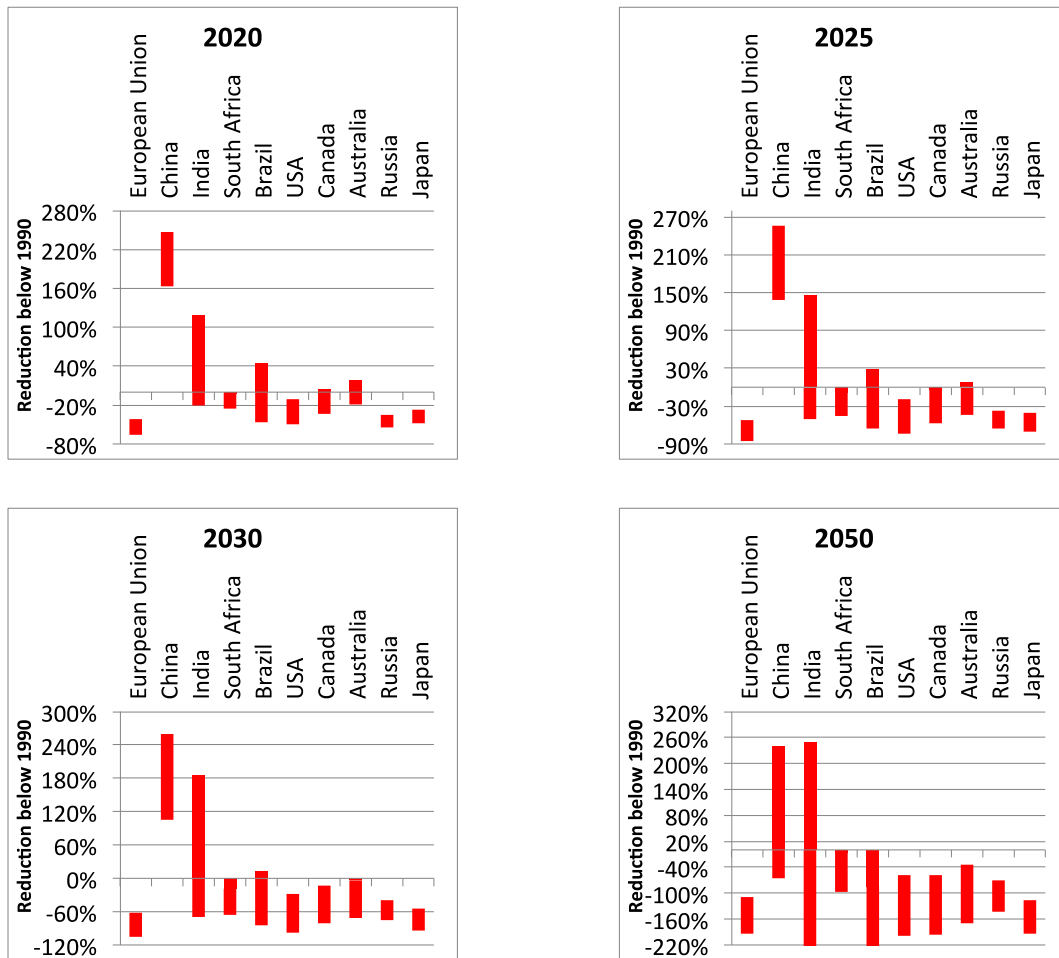 2020
European Union
China
India
South Africa
Brazil
USA
Canada
Australia
Russia
Japan
Reduction below 1990
280%
220%
160%
100%
40%
-20%
-80%
2025
European Union
China
India
South Africa
Brazil
USA
Canada
Australia
Russia
Japan
Reduction below 1990
270%
210%
150%
90%
30%
-30%
-90%
2030
European Union
China
India
South Africa
Brazil
USA
Canada
Australia
Russia
Japan
Reduction below 1990
300%
240%
180%
120%
60%
0%
-60%
-120%
2050
European Union
China
India
South Africa
Brazil
USA
Canada
Australia
Russia
Japan
Reduction below 1990
320%
260%
200%
140%
80%
20%
-40%
-100%
-160%
-220%